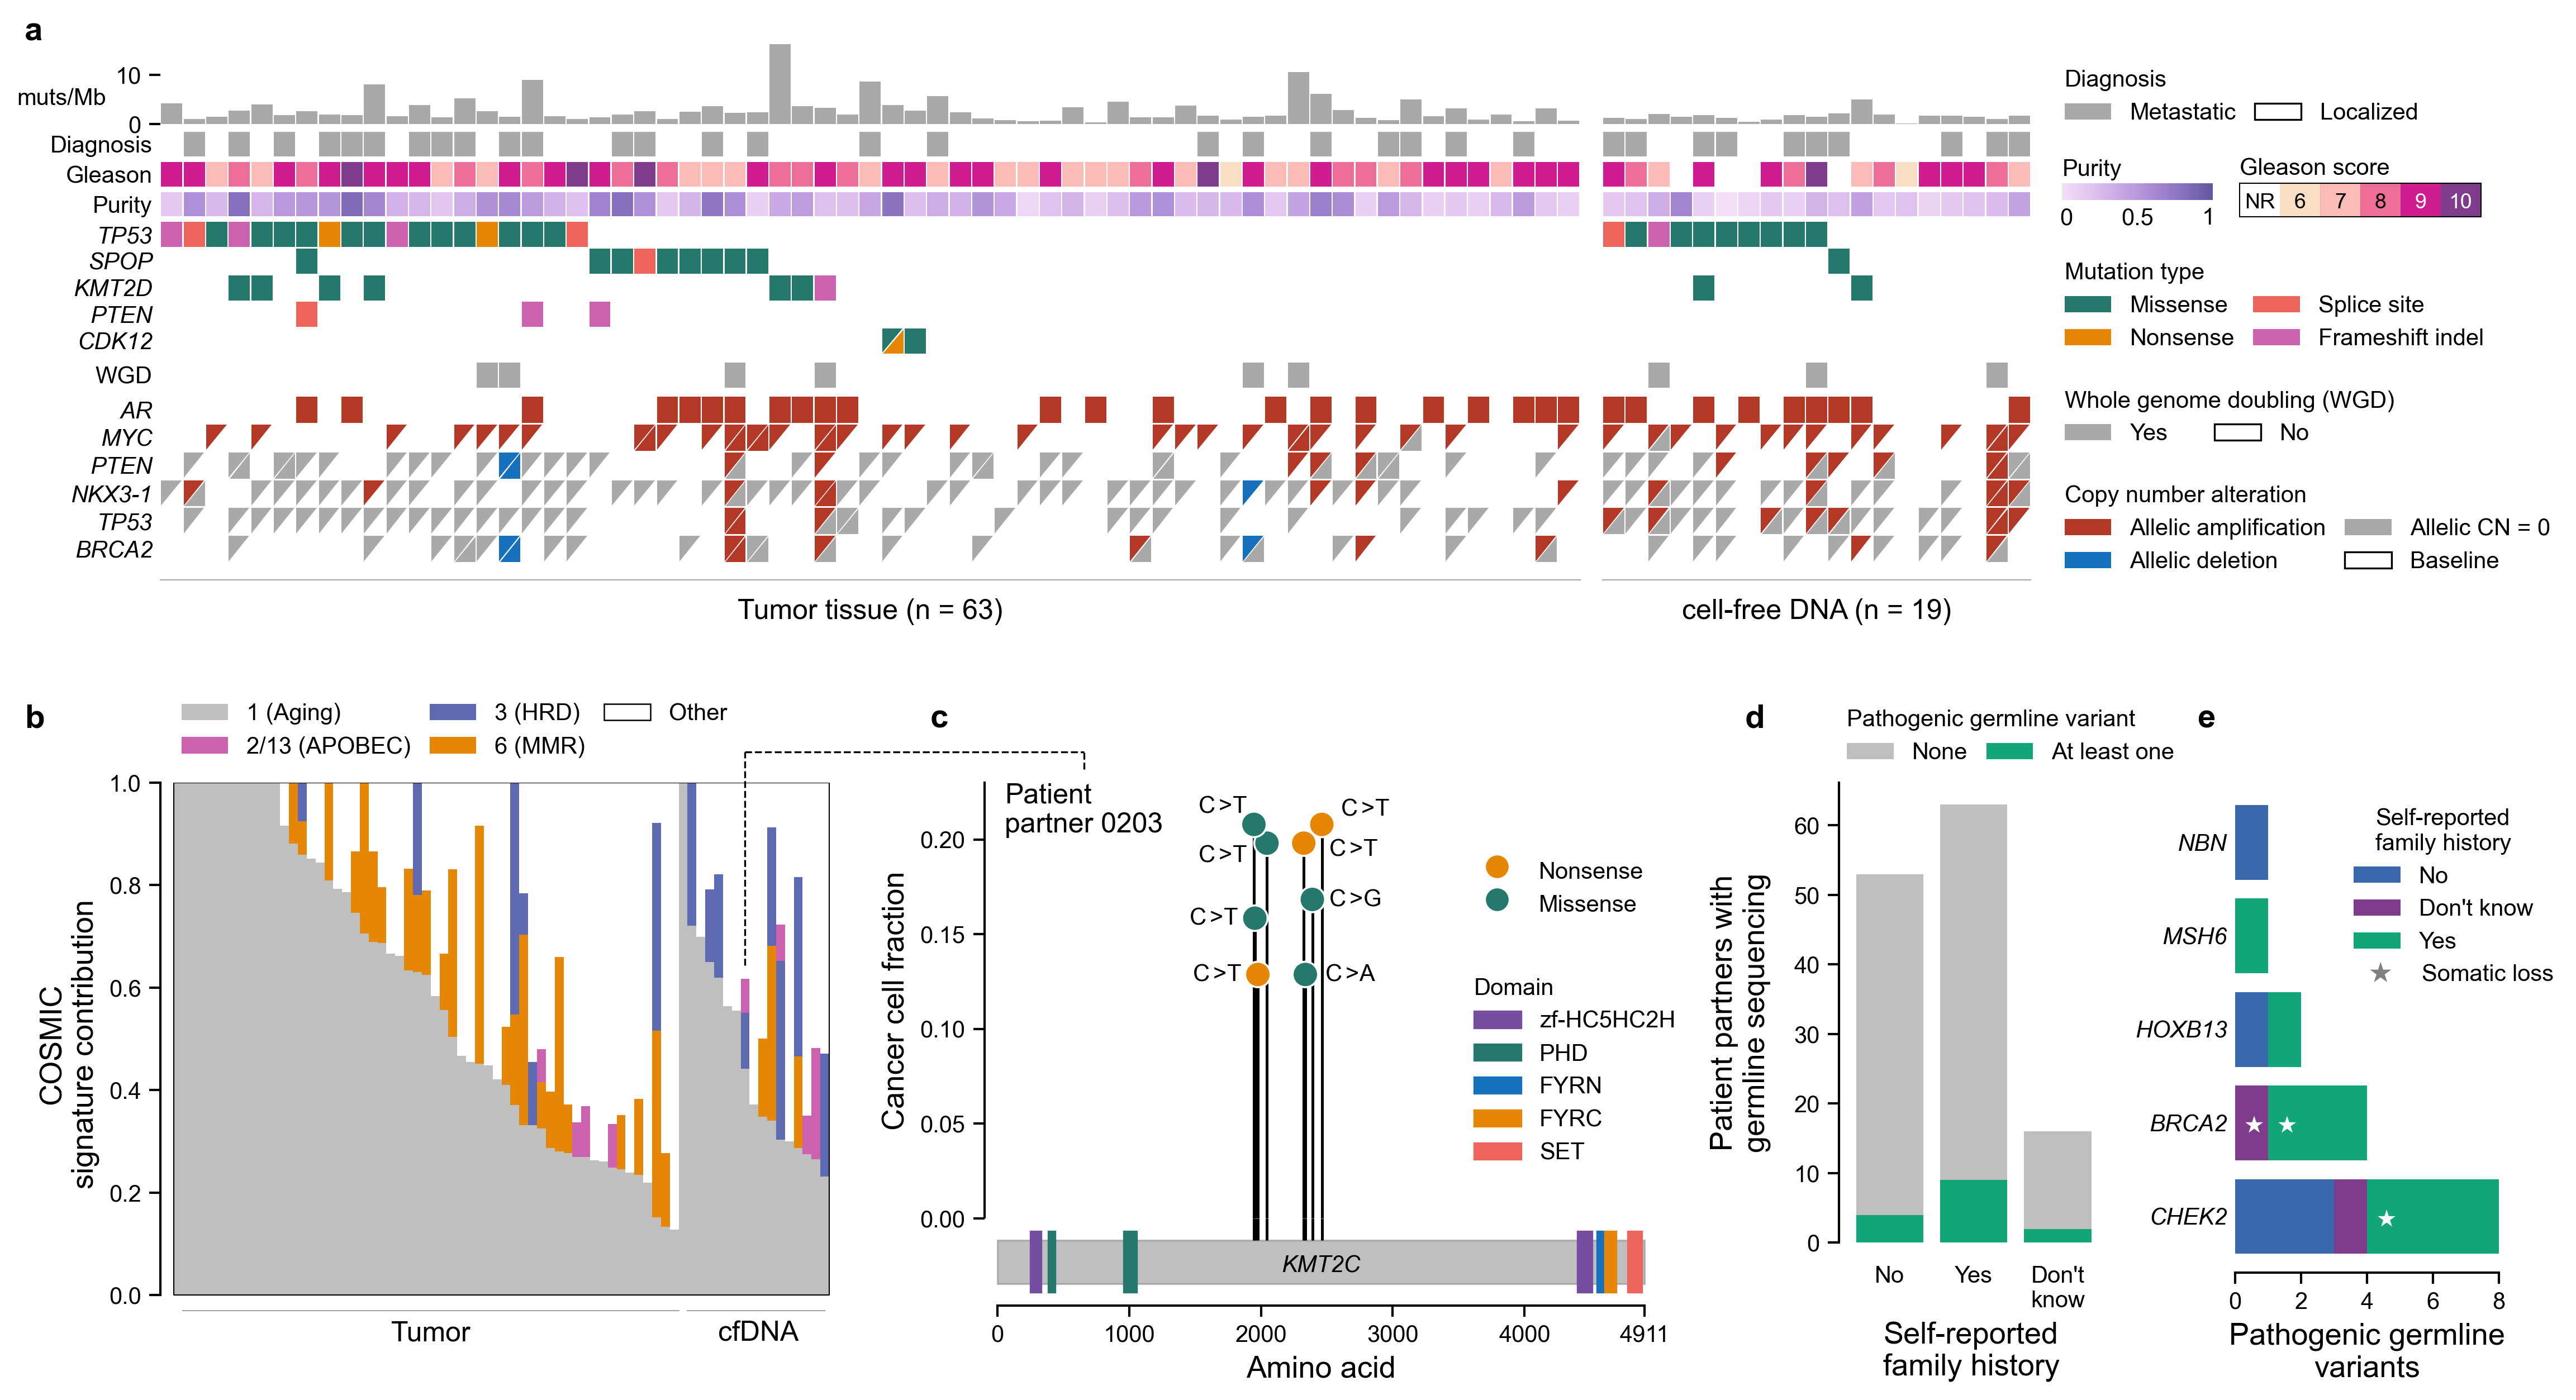 a
10
muts/Mb
0
Diagnosis
Gleason
Purity
TP53
SPOP
KMT2D
PTEN
CDK12
WGD
AR
MYC
PTEN
NKX3-1
TP53
BRCA2
Tumor tissue (n = 63)
cell-free DNA (n = 19)
Diagnosis
Metastatic
Localized
Purity
0
0.5
1
Gleason score
NR 6 7 8 9 10
Mutation type
Missense
Splice site
Nonsense
Frameshift indel
Whole genome doubling (WGD)
Yes
No
Copy number alteration
Allelic amplification
Allelic CN = 0
Allelic deletion
Baseline
b
1 (Aging)
3 (HRD)
Other
2/13 (APOBEC)
6 (MMR)
COSMIC
signature contribution
1.0
0.8
0.6
0.4
0.2
0.0
Tumor
cfDNA
c
Patient
partner 0203
Cancer cell fraction
0.20
0.15
0.10
0.05
0.00
C>T
C>T
C>T
C>T
C>T
C>G
C>T
C>A
Nonsense
Missense
Domain
zf-HC5HC2H
PHD
FYRN
FYRC
SET
KMT2C
0
1000
2000
3000
4000
4911
Amino acid
d
Pathogenic germline variant
None
At least one
Patient partners with
germline sequencing
60
50
40
30
20
10
0
No
Yes
Don't
know
Self-reported
family history
e
NBN
MSH6
HOXB13
BRCA2
CHEK2
Self-reported
family history
No
Don't know
Yes
Somatic loss
0
2
4
6
8
Pathogenic germline
variants